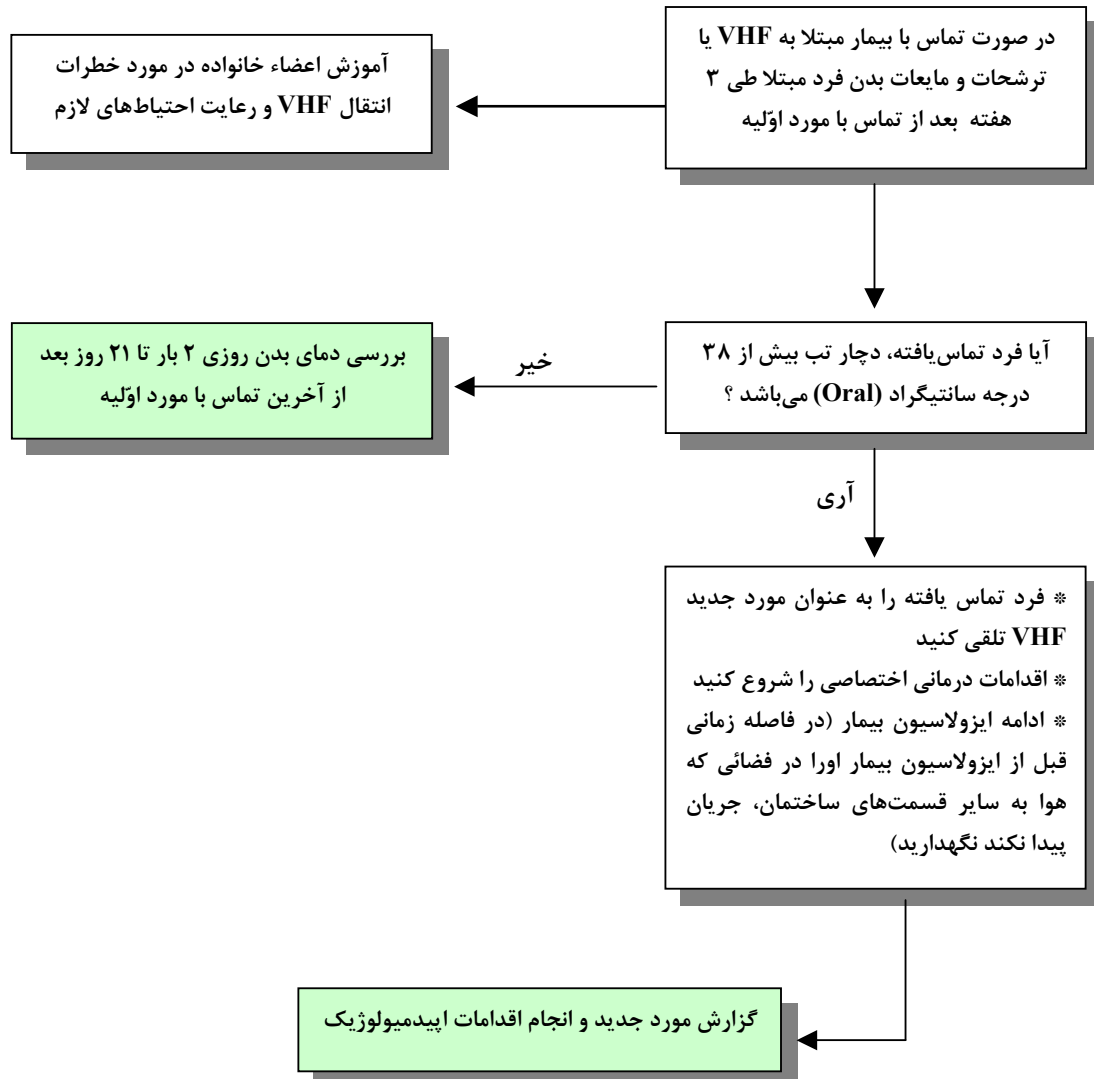 در صورت تماس با بیمار مبتلا به VHF یا
ترشحات و مایعات بدن فرد مبتلا طی ۳
هفته بعد از تماس با مورد اوّلیه
آموزش اعضاء خانواده در مورد خطرات
انتقال VHF و رعایت احتیاط‌های لازم
آیا فرد تماس‌یافته، دچار تب بیش از ۳۸
درجه سانتیگراد (Oral) می‌باشد ؟
خیر
بررسی دمای بدن روزی ۲ بار تا ۲۱ روز بعد
از آخرین تماس با مورد اوّلیه
آری
* فرد تماس یافته را به عنوان مورد جدید
VHF تلقی کنید
* اقدامات درمانی اختصاصی را شروع کنید
* ادامه ایزولاسیون بیمار (در فاصله زمانی
قبل از ایزولاسیون بیمار اورا در فضائی که
هوا به سایر قسمت‌های ساختمان، جریان
پیدا نکند نگهدارید)
گزارش مورد جدید و انجام اقدامات اپیدمیولوژیک